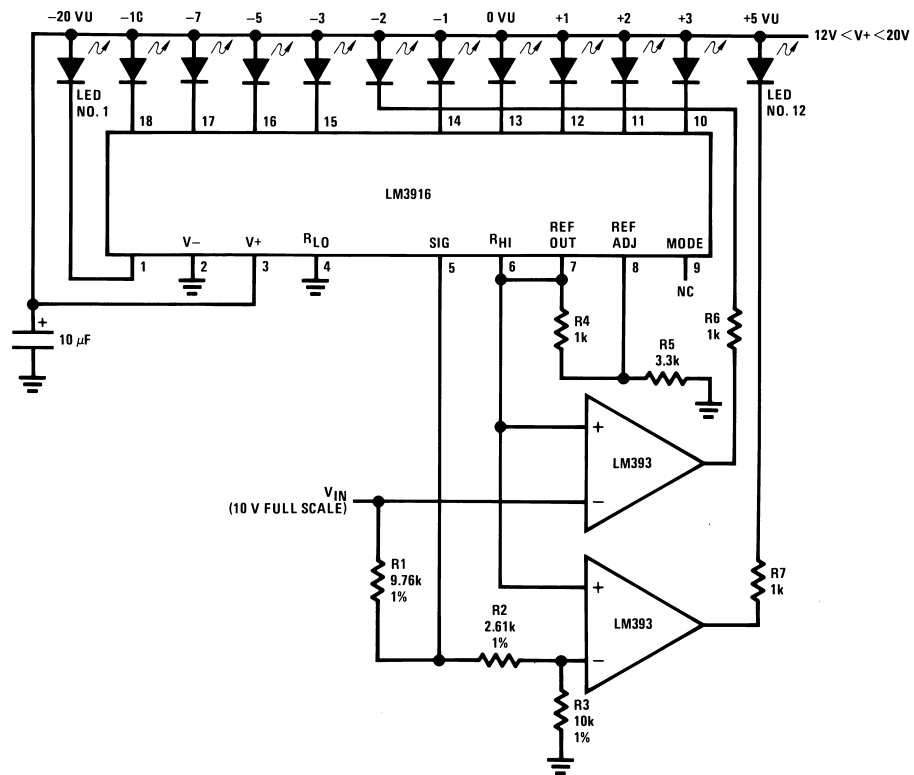 −20 VU −1C −7 −5 −3 −2 −1 0 VU +1 +2 +3 +5 VU
12V < V+ < 20V
LED
NO. 1
LED
NO. 12
18 17 16 15 14 13 12 11 10
LM3916
V− V+ RLO SIG RHI REF OUT REF ADJ MODE
1 2 3 4 5 6 7 8 9
NC
+
10 μF
R4
1k
R5
3.3k
R6
1k
+
LM393
−
VIN
(10 V FULL SCALE)
R1
9.76k
1%
R2
2.61k
1%
+
LM393
−
R7
1k
R3
10k
1%